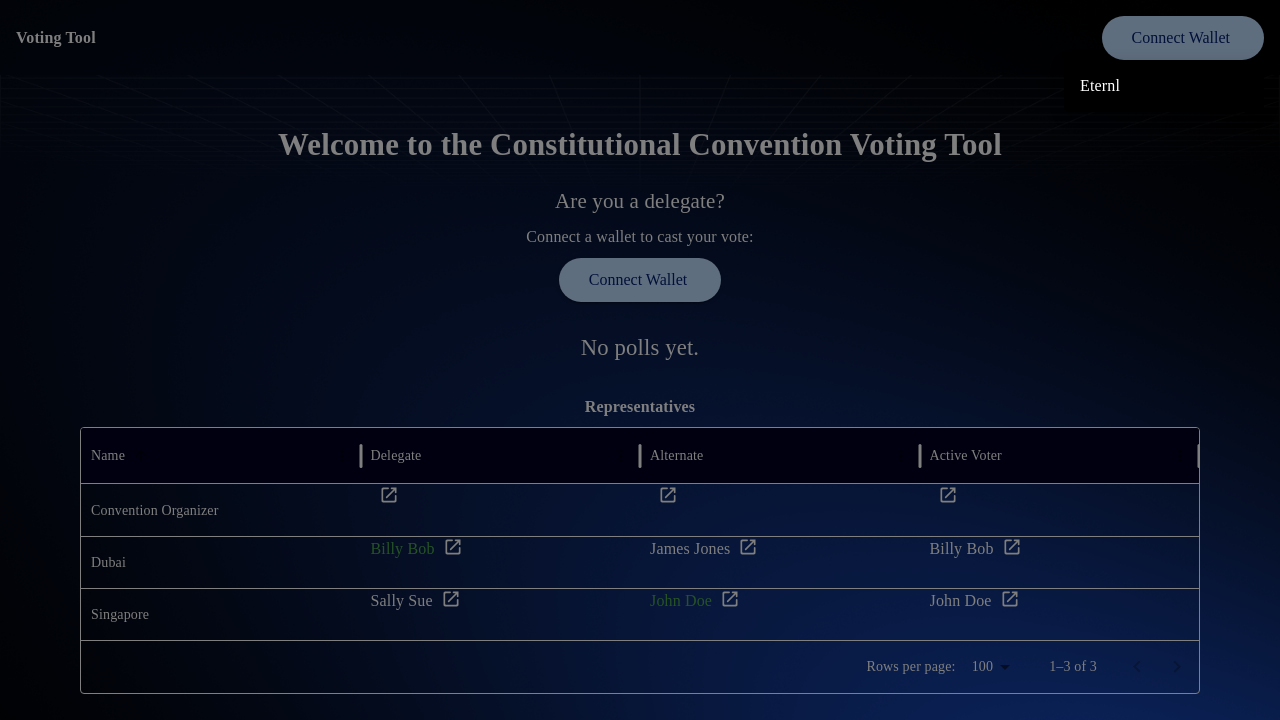 Voting Tool
Connect Wallet
Eternl
Welcome to the Constitutional Convention Voting Tool
Are you a delegate?
Connect a wallet to cast your vote:
Connect Wallet
No polls yet.
Representatives
Name Delegate Alternate Active Voter
Convention Organizer
Dubai Billy Bob James Jones Billy Bob
Singapore Sally Sue John Doe John Doe
Rows per page: 100 1–3 of 3